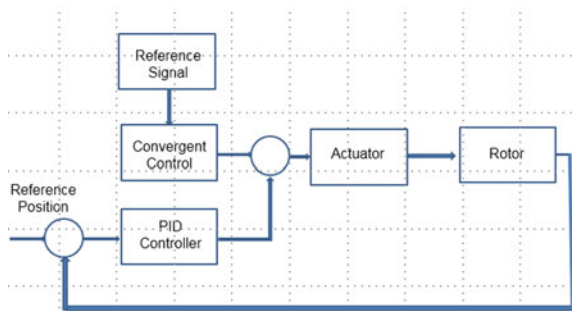 Reference
Signal
Convergent
Control
Actuator
Rotor
Reference
Position
PID
Controller